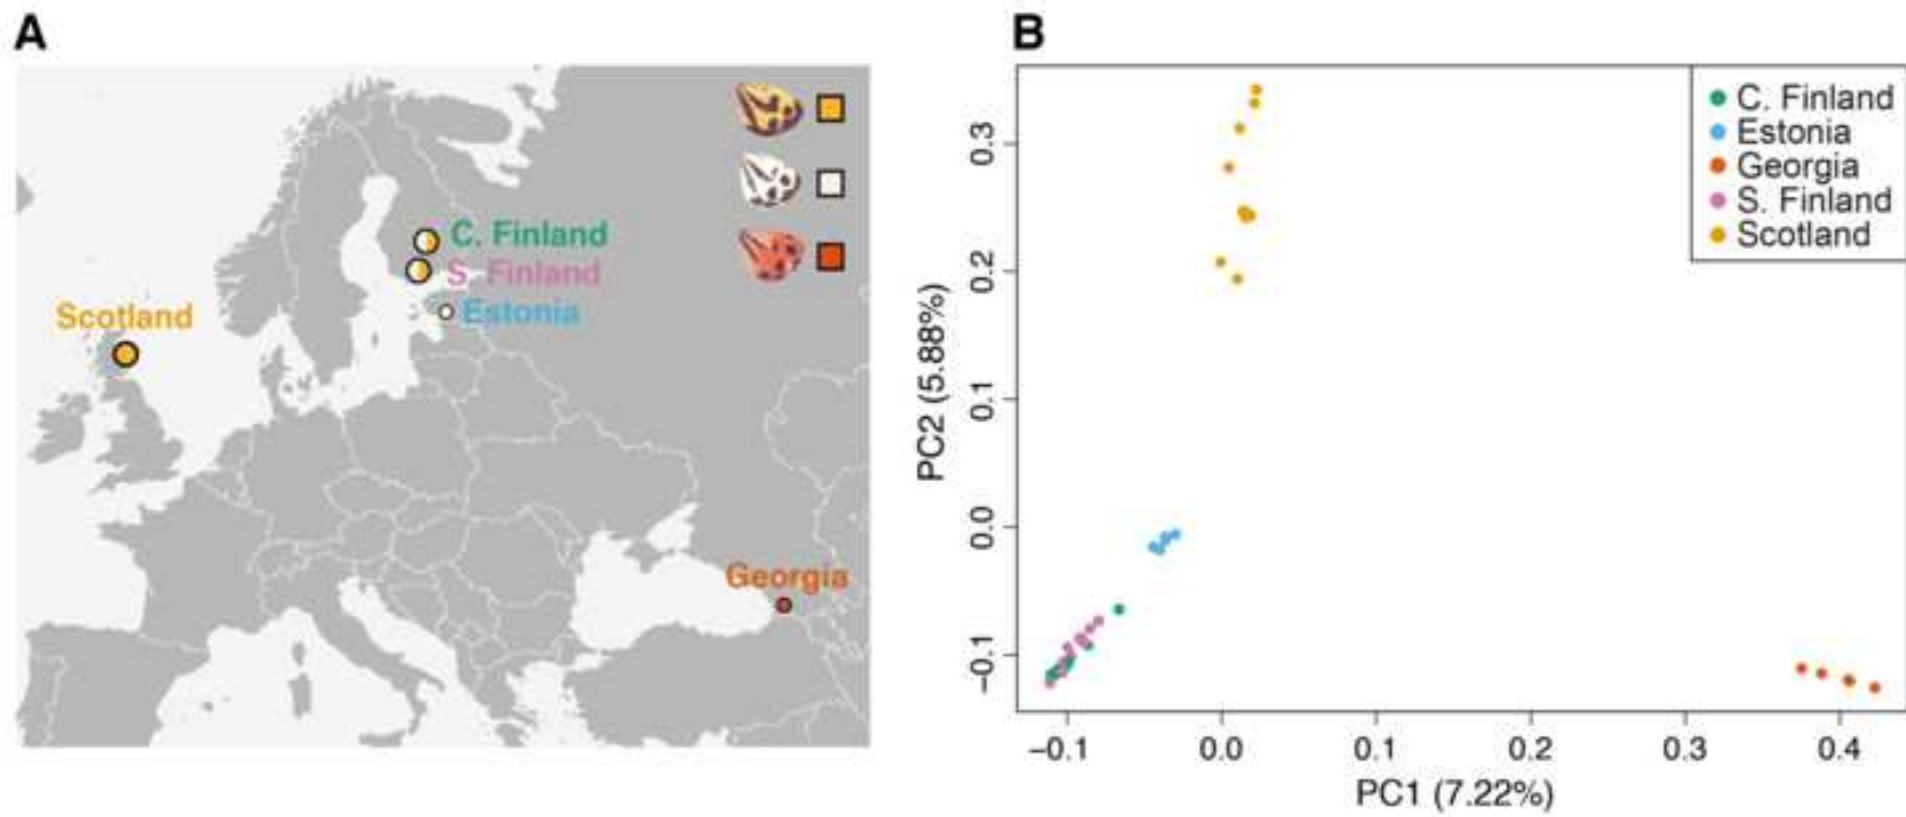 A
C. Finland
S. Finland
Estonia
Scotland
Georgia
B
C. Finland
Estonia
Georgia
S. Finland
Scotland
PC2 (5.88%)
0.3
0.2
0.1
0.0
−0.1
−0.1
0.0
0.1
0.2
0.3
0.4
PC1 (7.22%)